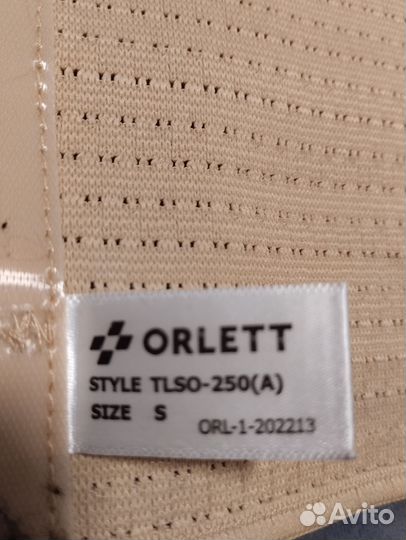 ORLETT
STYLE TLSO-250(A)
SIZE S
ORL-1-202213
Avito